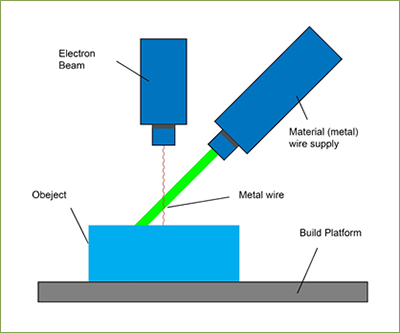 Electron
Beam
Material (metal)
wire supply
Metal wire
Obeject
Build Platform